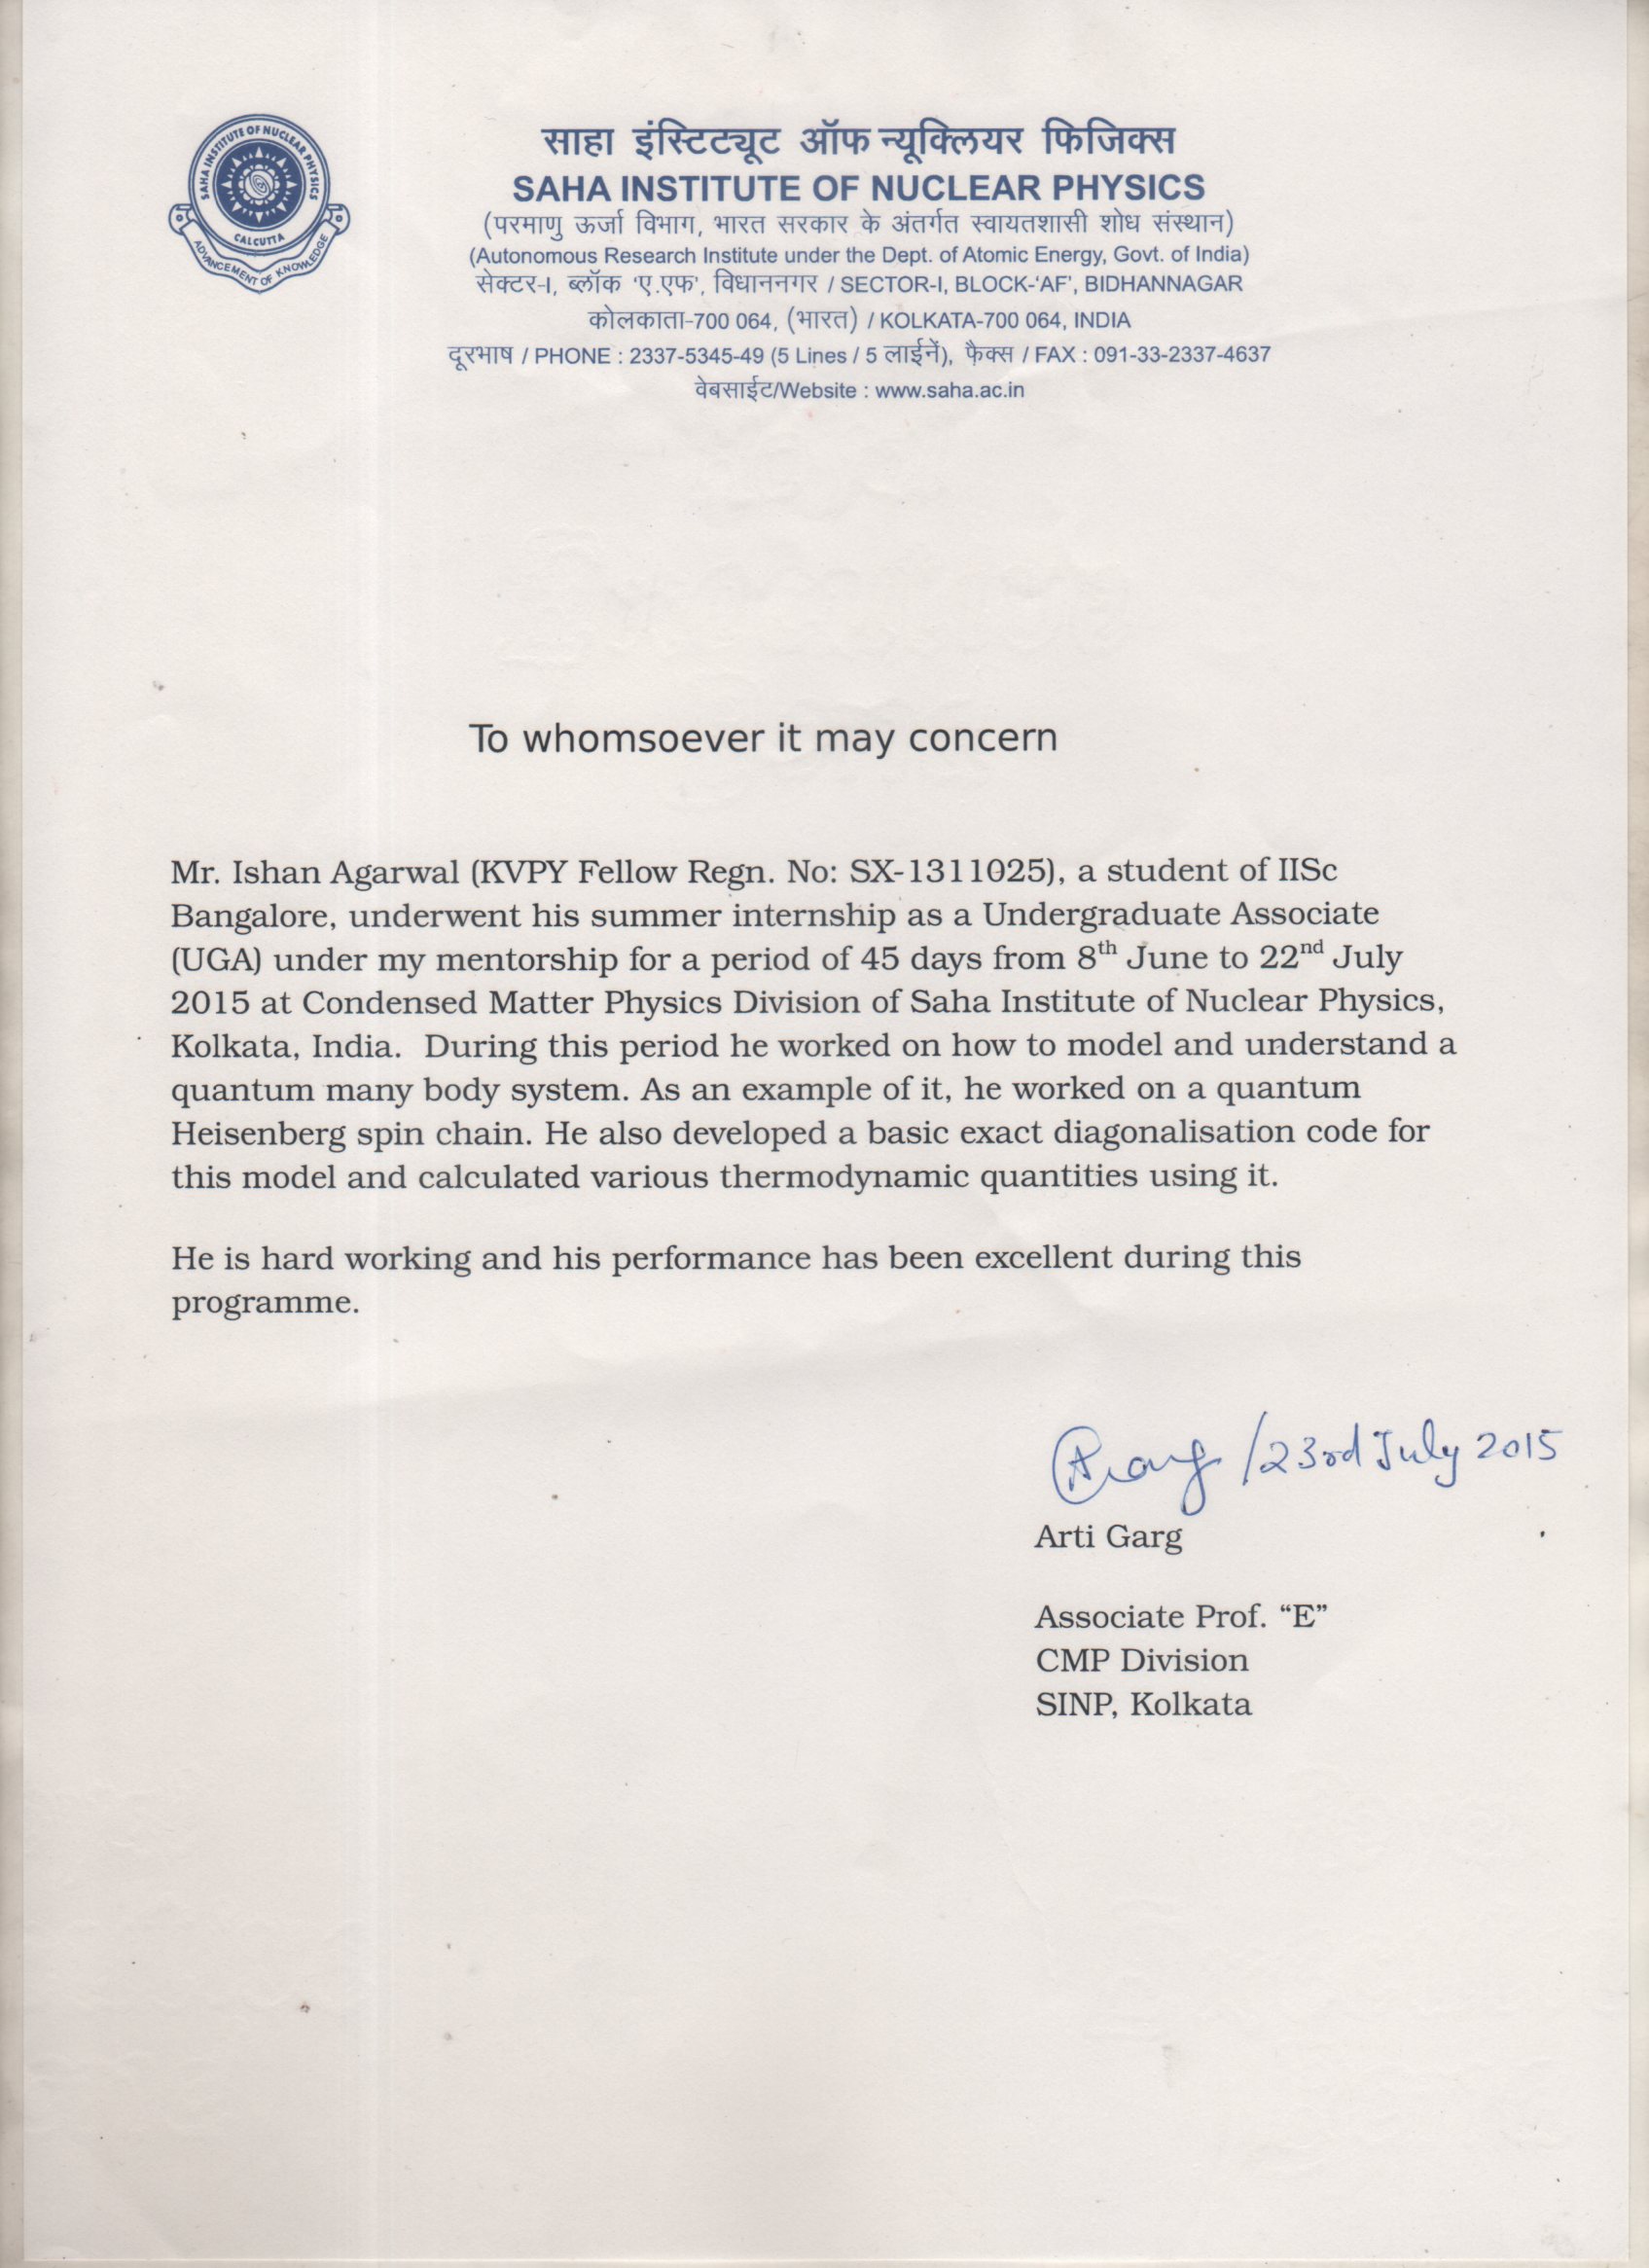 SAHA INSTITUTE OF NUCLEAR PHYSICS
CALCUTTA
ADVANCEMENT OF KNOWLEDGE
साहा इंस्टिट्यूट ऑफ न्यूक्लियर फिजिक्स
SAHA INSTITUTE OF NUCLEAR PHYSICS
(परमाणु ऊर्जा विभाग, भारत सरकार के अंतर्गत स्वायतशासी शोध संस्थान)
(Autonomous Research Institute under the Dept. of Atomic Energy, Govt. of India)
सेक्टर-I, ब्लॉक 'ए.एफ', विधाननगर / SECTOR-I, BLOCK-'AF', BIDHANNAGAR
कोलकाता-700 064, (भारत) / KOLKATA-700 064, INDIA
दूरभाष / PHONE : 2337-5345-49 (5 Lines / 5 लाईनें), फैक्स / FAX : 091-33-2337-4637
वेबसाईट/Website : www.saha.ac.in
To whomsoever it may concern
Mr. Ishan Agarwal (KVPY Fellow Regn. No: SX-1311025), a student of IISc
Bangalore, underwent his summer internship as a Undergraduate Associate
(UGA) under my mentorship for a period of 45 days from 8th June to 22nd July
2015 at Condensed Matter Physics Division of Saha Institute of Nuclear Physics,
Kolkata, India.  During this period he worked on how to model and understand a
quantum many body system. As an example of it, he worked on a quantum
Heisenberg spin chain. He also developed a basic exact diagonalisation code for
this model and calculated various thermodynamic quantities using it.
He is hard working and his performance has been excellent during this
programme.
/23rd July 2015
Arti Garg
Associate Prof. “E”
CMP Division
SINP, Kolkata